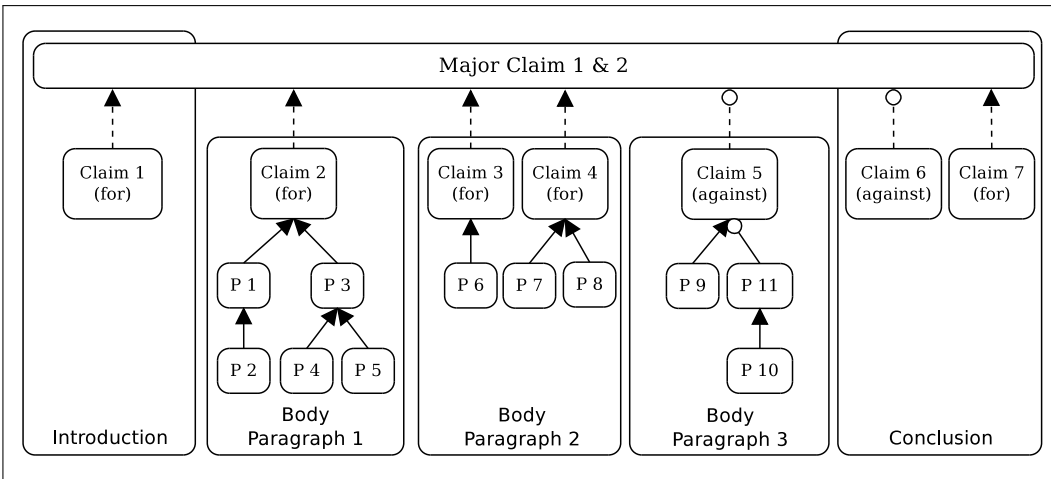 Major Claim 1 & 2
Claim 1
(for)
Introduction
Claim 2
(for)
P 1
P 3
P 2
P 4
P 5
Body
Paragraph 1
Claim 3
(for)
Claim 4
(for)
P 6
P 7
P 8
Body
Paragraph 2
Claim 5
(against)
P 9
P 11
P 10
Body
Paragraph 3
Claim 6
(against)
Claim 7
(for)
Conclusion